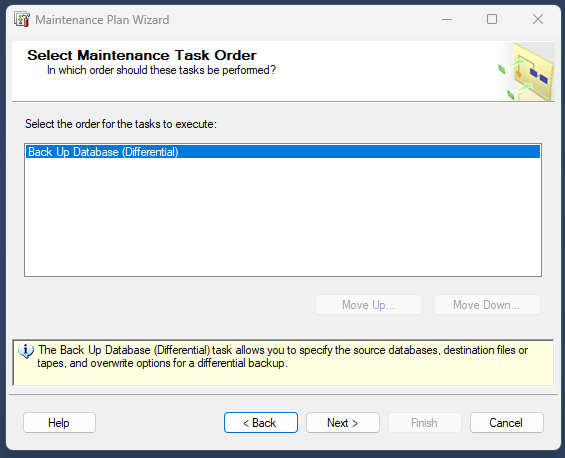 Maintenance Plan Wizard
Select Maintenance Task Order
In which order should these tasks be performed?
Select the order for the tasks to execute:
Back Up Database (Differential)
Move Up... Move Down...
The Back Up Database (Differential) task allows you to specify the source databases, destination files or
tapes, and overwrite options for a differential backup.
Help < Back Next > Finish Cancel